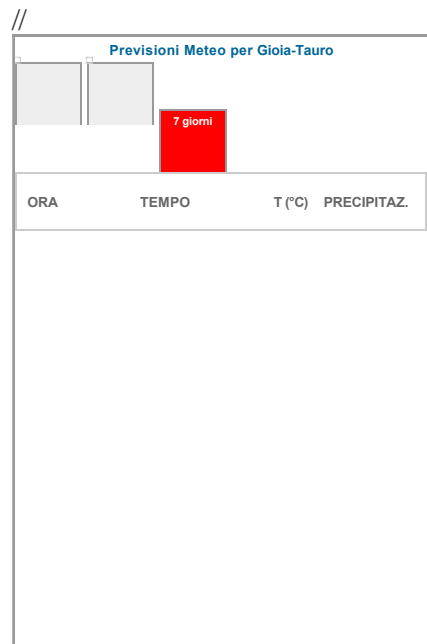 //
Previsioni Meteo per Gioia-Tauro
7 giorni
ORA TEMPO T (°C) PRECIPITAZ.